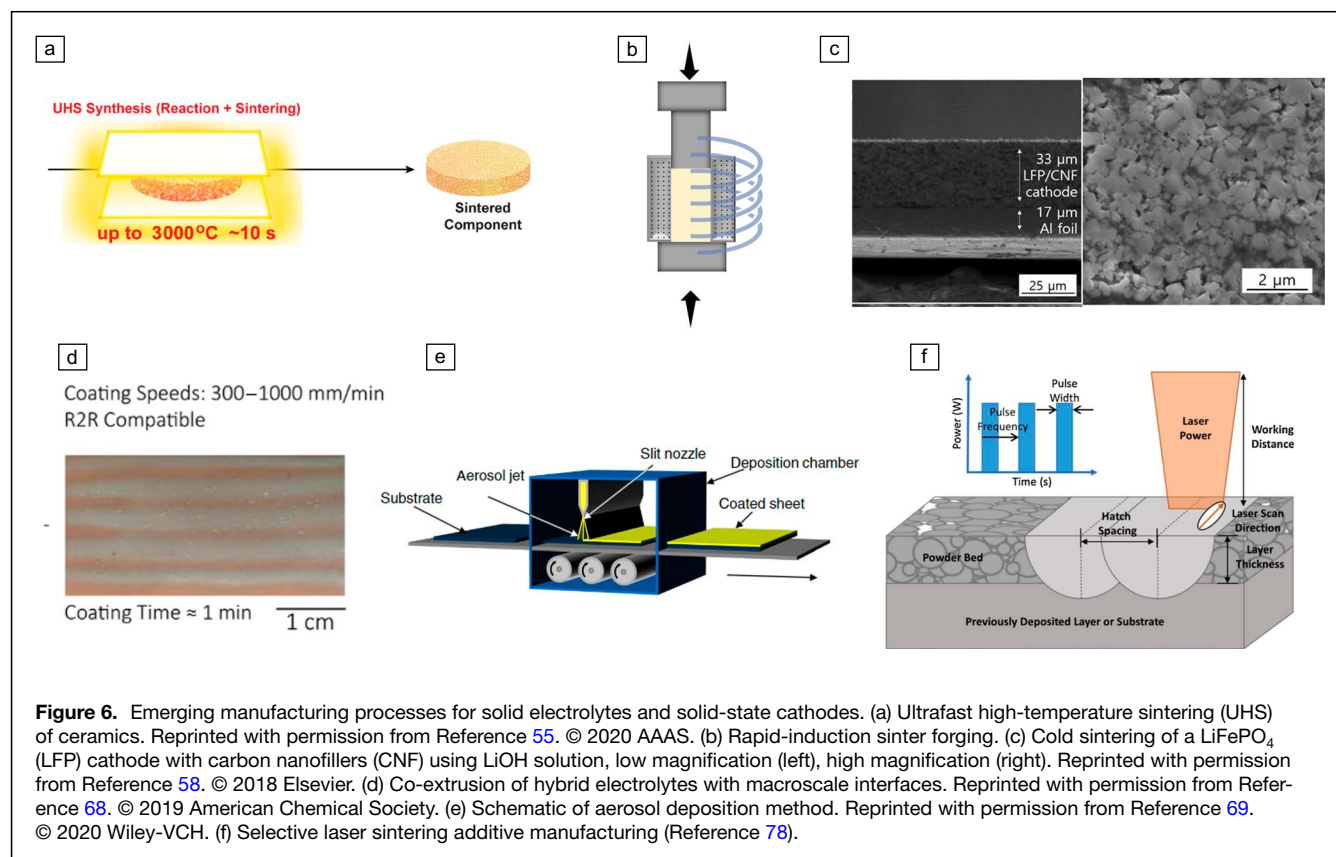 a
UHS Synthesis (Reaction + Sintering)
up to 3000°C ~10 s
Sintered
Component
b
c
33 µm
LFP/CNF
cathode
17 µm
Al foil
25 µm
2 µm
d
Coating Speeds: 300–1000 mm/min
R2R Compatible
Coating Time ≈ 1 min
1 cm
e
Slit nozzle
Aerosol jet
Deposition chamber
Substrate
Coated sheet
f
Power (W)
Pulse
Width
Pulse
Frequency
Time (s)
Laser
Power
Working
Distance
Hatch
Spacing
Laser Scan
Direction
Powder Bed
Layer
Thickness
Previously Deposited Layer or Substrate
Figure 6. Emerging manufacturing processes for solid electrolytes and solid-state cathodes. (a) Ultrafast high-temperature sintering (UHS)
of ceramics. Reprinted with permission from Reference 55. © 2020 AAAS. (b) Rapid-induction sinter forging. (c) Cold sintering of a LiFePO₄
(LFP) cathode with carbon nanofillers (CNF) using LiOH solution, low magnification (left), high magnification (right). Reprinted with permission
from Reference 58. © 2018 Elsevier. (d) Co-extrusion of hybrid electrolytes with macroscale interfaces. Reprinted with permission from Refer-
ence 68. © 2019 American Chemical Society. (e) Schematic of aerosol deposition method. Reprinted with permission from Reference 69.
© 2020 Wiley-VCH. (f) Selective laser sintering additive manufacturing (Reference 78).